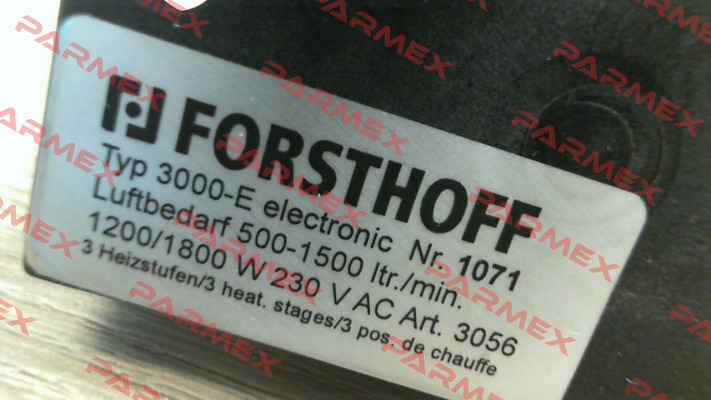 FORSTHOFF
Typ 3000-E electronic Nr. 1071
Luftbedarf 500-1500 ltr./min.
1200/1800 W 230 V AC Art. 3056
3 Heizstufen/3 heat. stages/3 pos. de chauffe
PARMEX